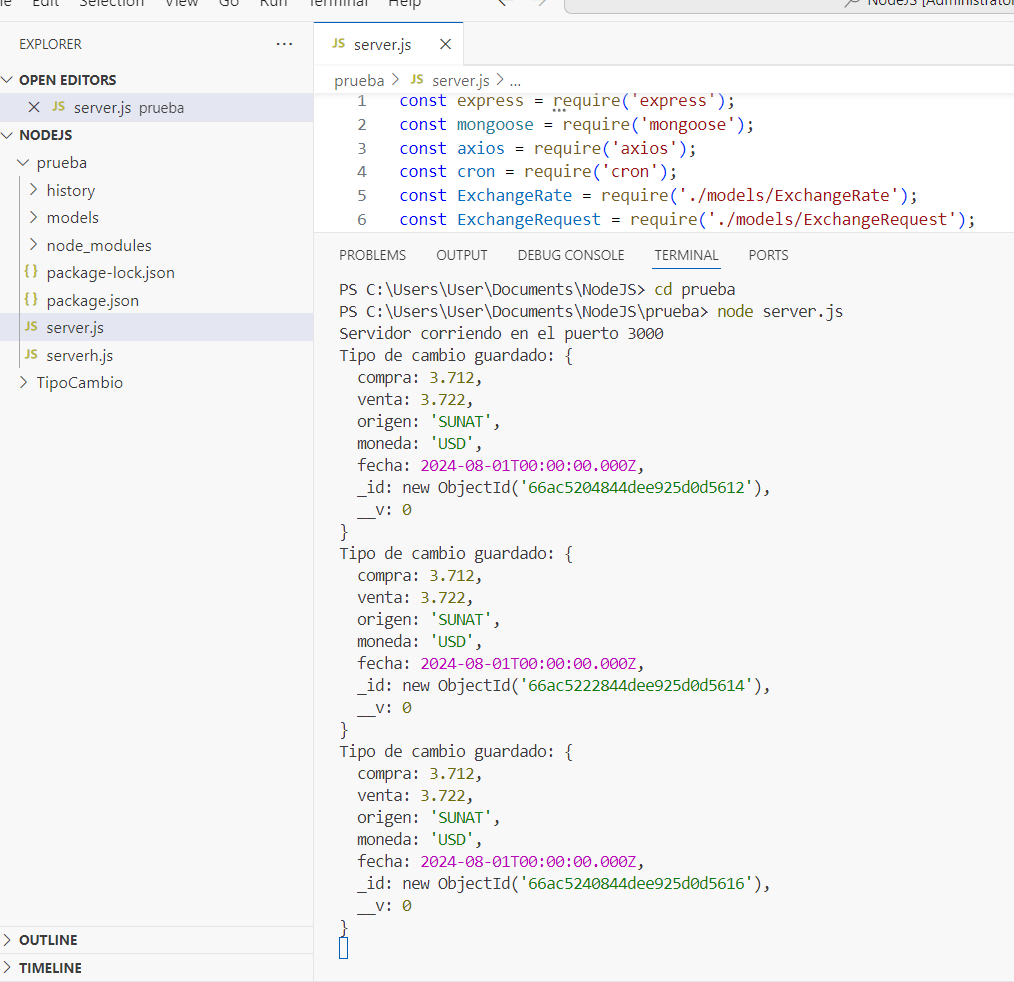 Edit Selection View Go Run Terminal Help
NodeJS [Administrator
EXPLORER
...
OPEN EDITORS
JS server.js prueba
NODEJS
prueba
history
models
node_modules
{} package-lock.json
{} package.json
JS server.js
JS serverh.js
TipoCambio
OUTLINE
TIMELINE
JS server.js
prueba > JS server.js > ...
1 const express = require('express');
2 const mongoose = require('mongoose');
3 const axios = require('axios');
4 const cron = require('cron');
5 const ExchangeRate = require('./models/ExchangeRate');
6 const ExchangeRequest = require('./models/ExchangeRequest');
PROBLEMS OUTPUT DEBUG CONSOLE TERMINAL PORTS
PS C:\Users\User\Documents\NodeJS> cd prueba
PS C:\Users\User\Documents\NodeJS\prueba> node server.js
Servidor corriendo en el puerto 3000
Tipo de cambio guardado: {
  compra: 3.712,
  venta: 3.722,
  origen: 'SUNAT',
  moneda: 'USD',
  fecha: 2024-08-01T00:00:00.000Z,
  _id: new ObjectId('66ac5204844dee925d0d5612'),
  __v: 0
}
Tipo de cambio guardado: {
  compra: 3.712,
  venta: 3.722,
  origen: 'SUNAT',
  moneda: 'USD',
  fecha: 2024-08-01T00:00:00.000Z,
  _id: new ObjectId('66ac5222844dee925d0d5614'),
  __v: 0
}
Tipo de cambio guardado: {
  compra: 3.712,
  venta: 3.722,
  origen: 'SUNAT',
  moneda: 'USD',
  fecha: 2024-08-01T00:00:00.000Z,
  _id: new ObjectId('66ac5240844dee925d0d5616'),
  __v: 0
}